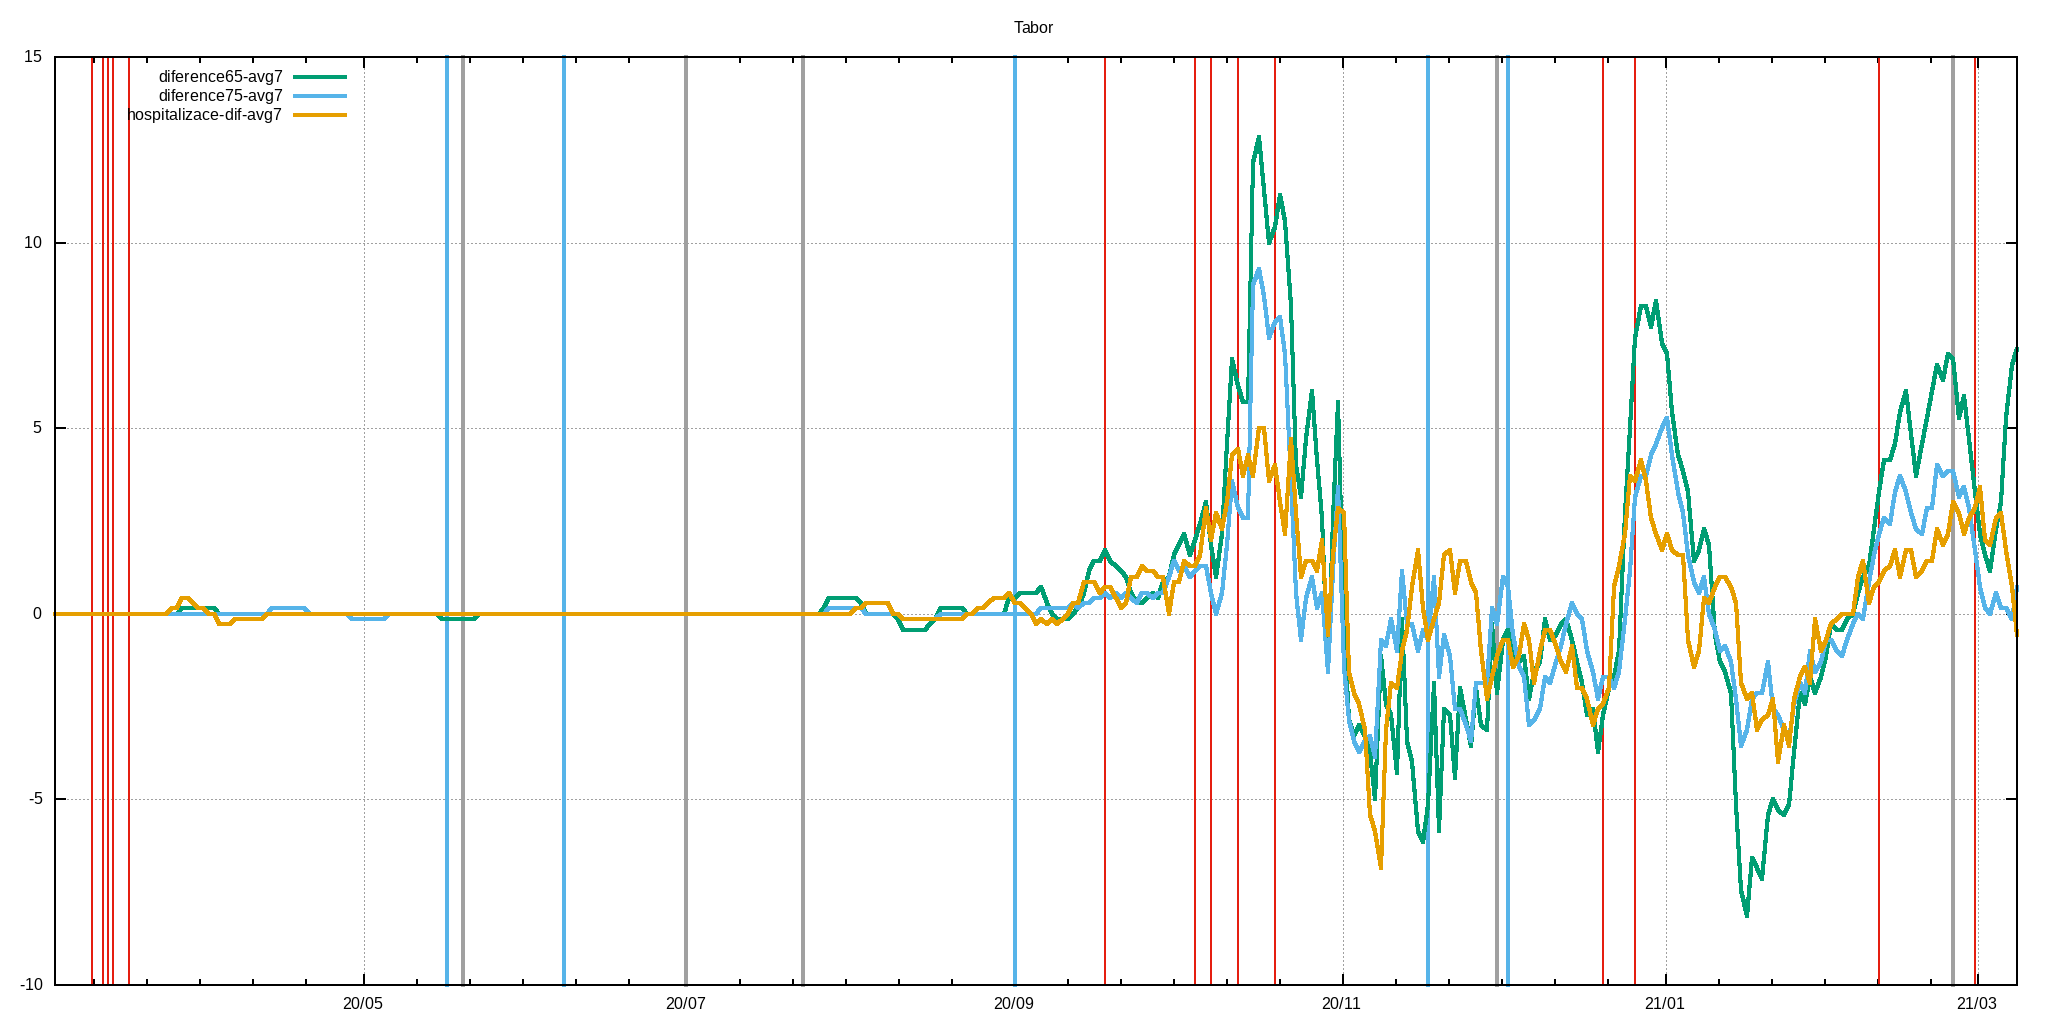 Tabor
15
diference65-avg7
diference75-avg7
hospitalizace-dif-avg7
10
5
0
-5
-10
20/05 20/07 20/09 20/11 21/01 21/03